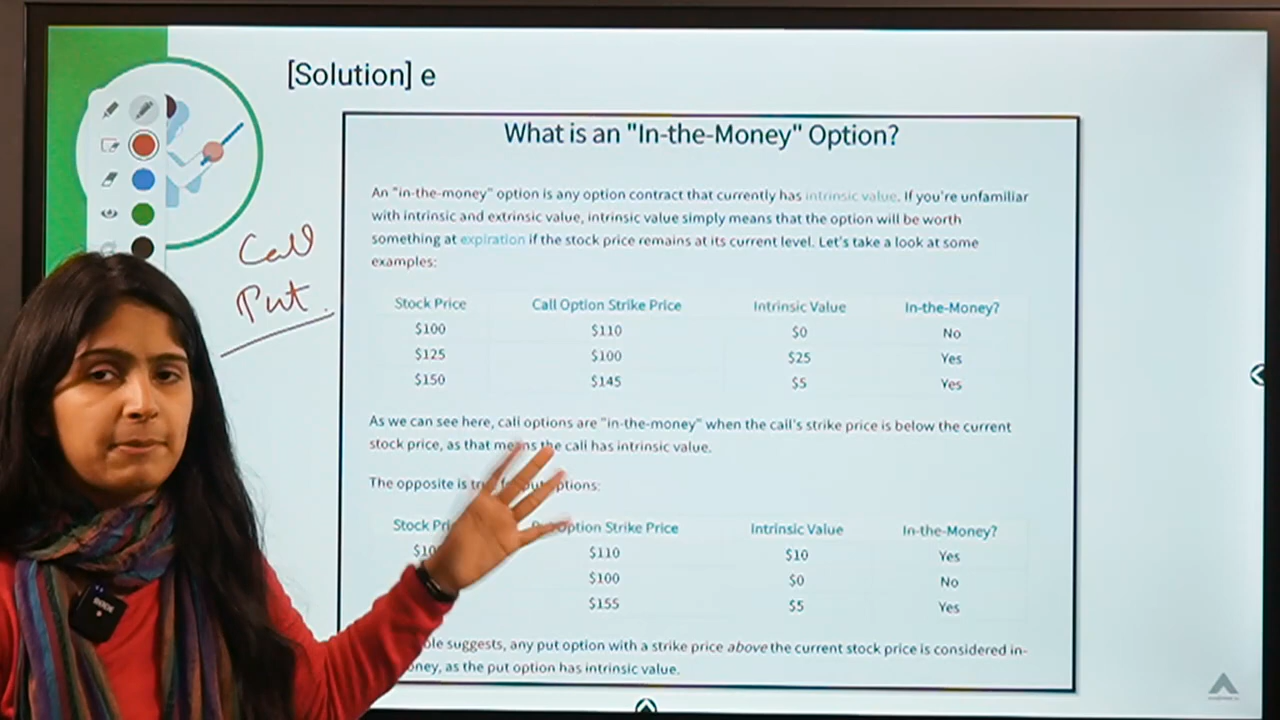 [Solution] e
What is an "In-the-Money" Option?
An "in-the-money" option is any option contract that currently has intrinsic value. If you're unfamiliar
with intrinsic and extrinsic value, intrinsic value simply means that the option will be worth
something at expiration if the stock price remains at its current level. Let's take a look at some
examples:
Call
Put
Stock Price Call Option Strike Price Intrinsic Value In-the-Money?
$100 $110 $0 No
$125 $100 $25 Yes
$150 $145 $5 Yes
As we can see here, call options are "in-the-money" when the call's strike price is below the current
stock price, as that means the call has intrinsic value.
The opposite is options:
Stock Option Strike Price Intrinsic Value In-the-Money?
$110 $10 Yes
$100 $0 No
$155 $5 Yes
suggests, any put option with a strike price above the current stock price is considered in-
as the put option has intrinsic value.